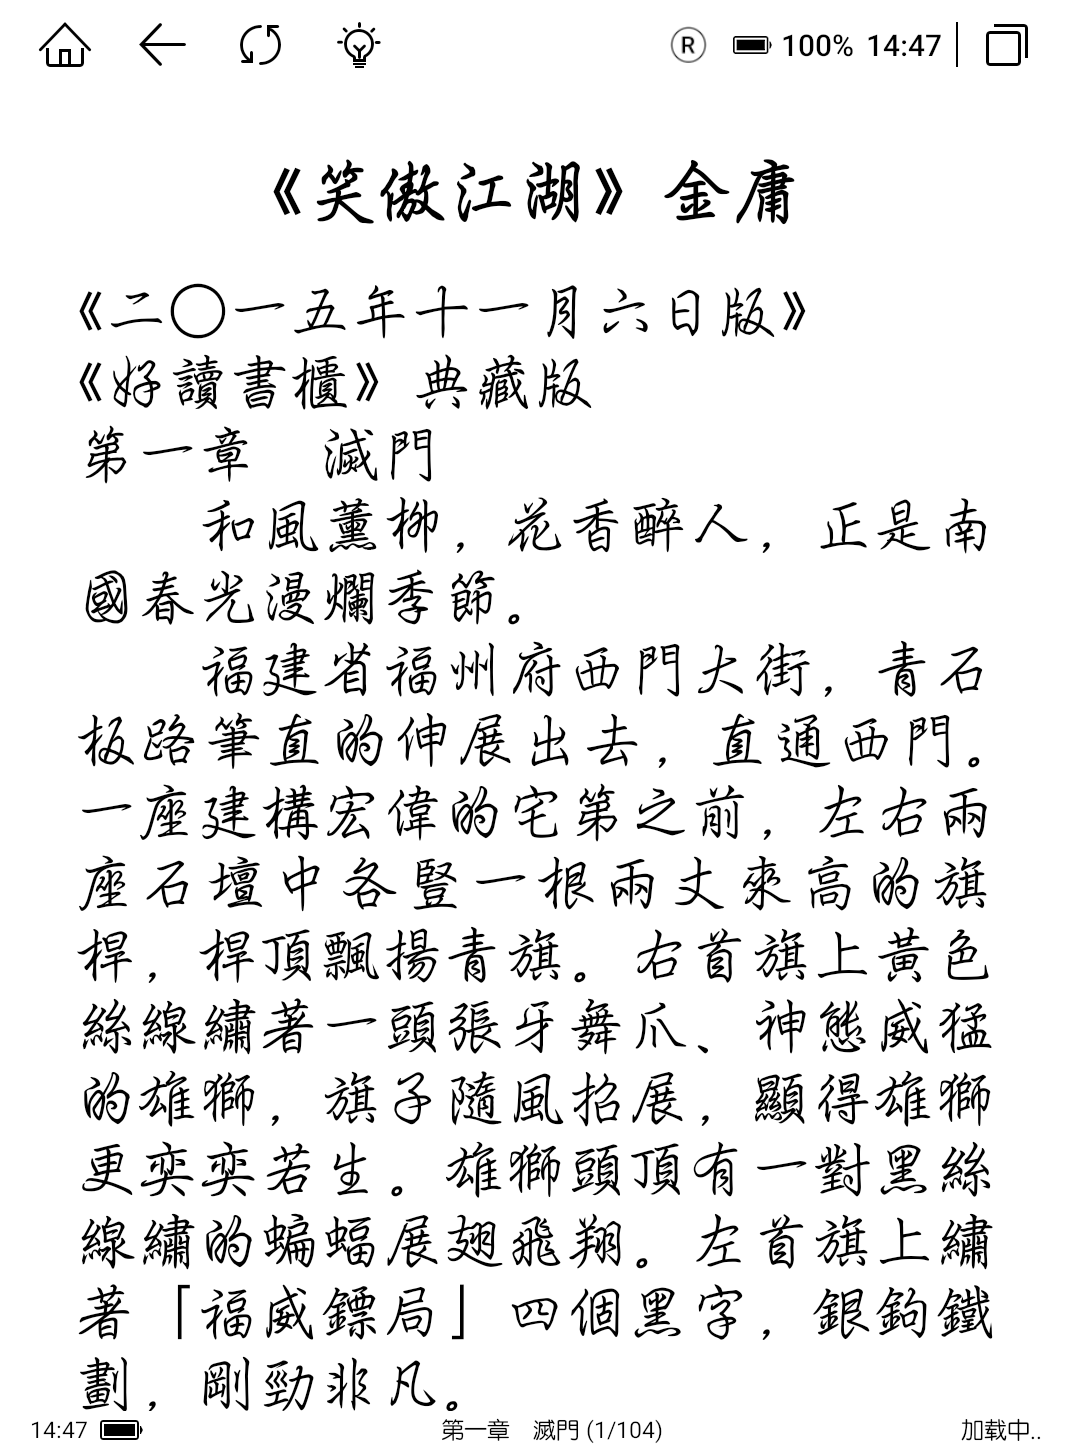 R 100% 14:47
《笑傲江湖》金庸
《二〇一五年十一月六日版》
《好讀書櫃》典藏版
第一章　滅門
和風薰柳，花香醉人，正是南
國春光漫爛季節。
福建省福州府西門大街，青石
板路筆直的伸展出去，直通西門。
一座建構宏偉的宅第之前，左右兩
座石壇中各豎一根兩丈來高的旗
桿，桿頂飄揚青旗。右首旗上黃色
絲線繡著一頭張牙舞爪、神態威猛
的雄獅，旗子隨風招展，顯得雄獅
更奕奕若生。雄獅頭頂有一對黑絲
線繡的蝙蝠展翅飛翔。左首旗上繡
著「福威鏢局」四個黑字，銀鉤鐵
劃，剛勁非凡。
14:47 第一章　滅門 (1/104) 加载中..